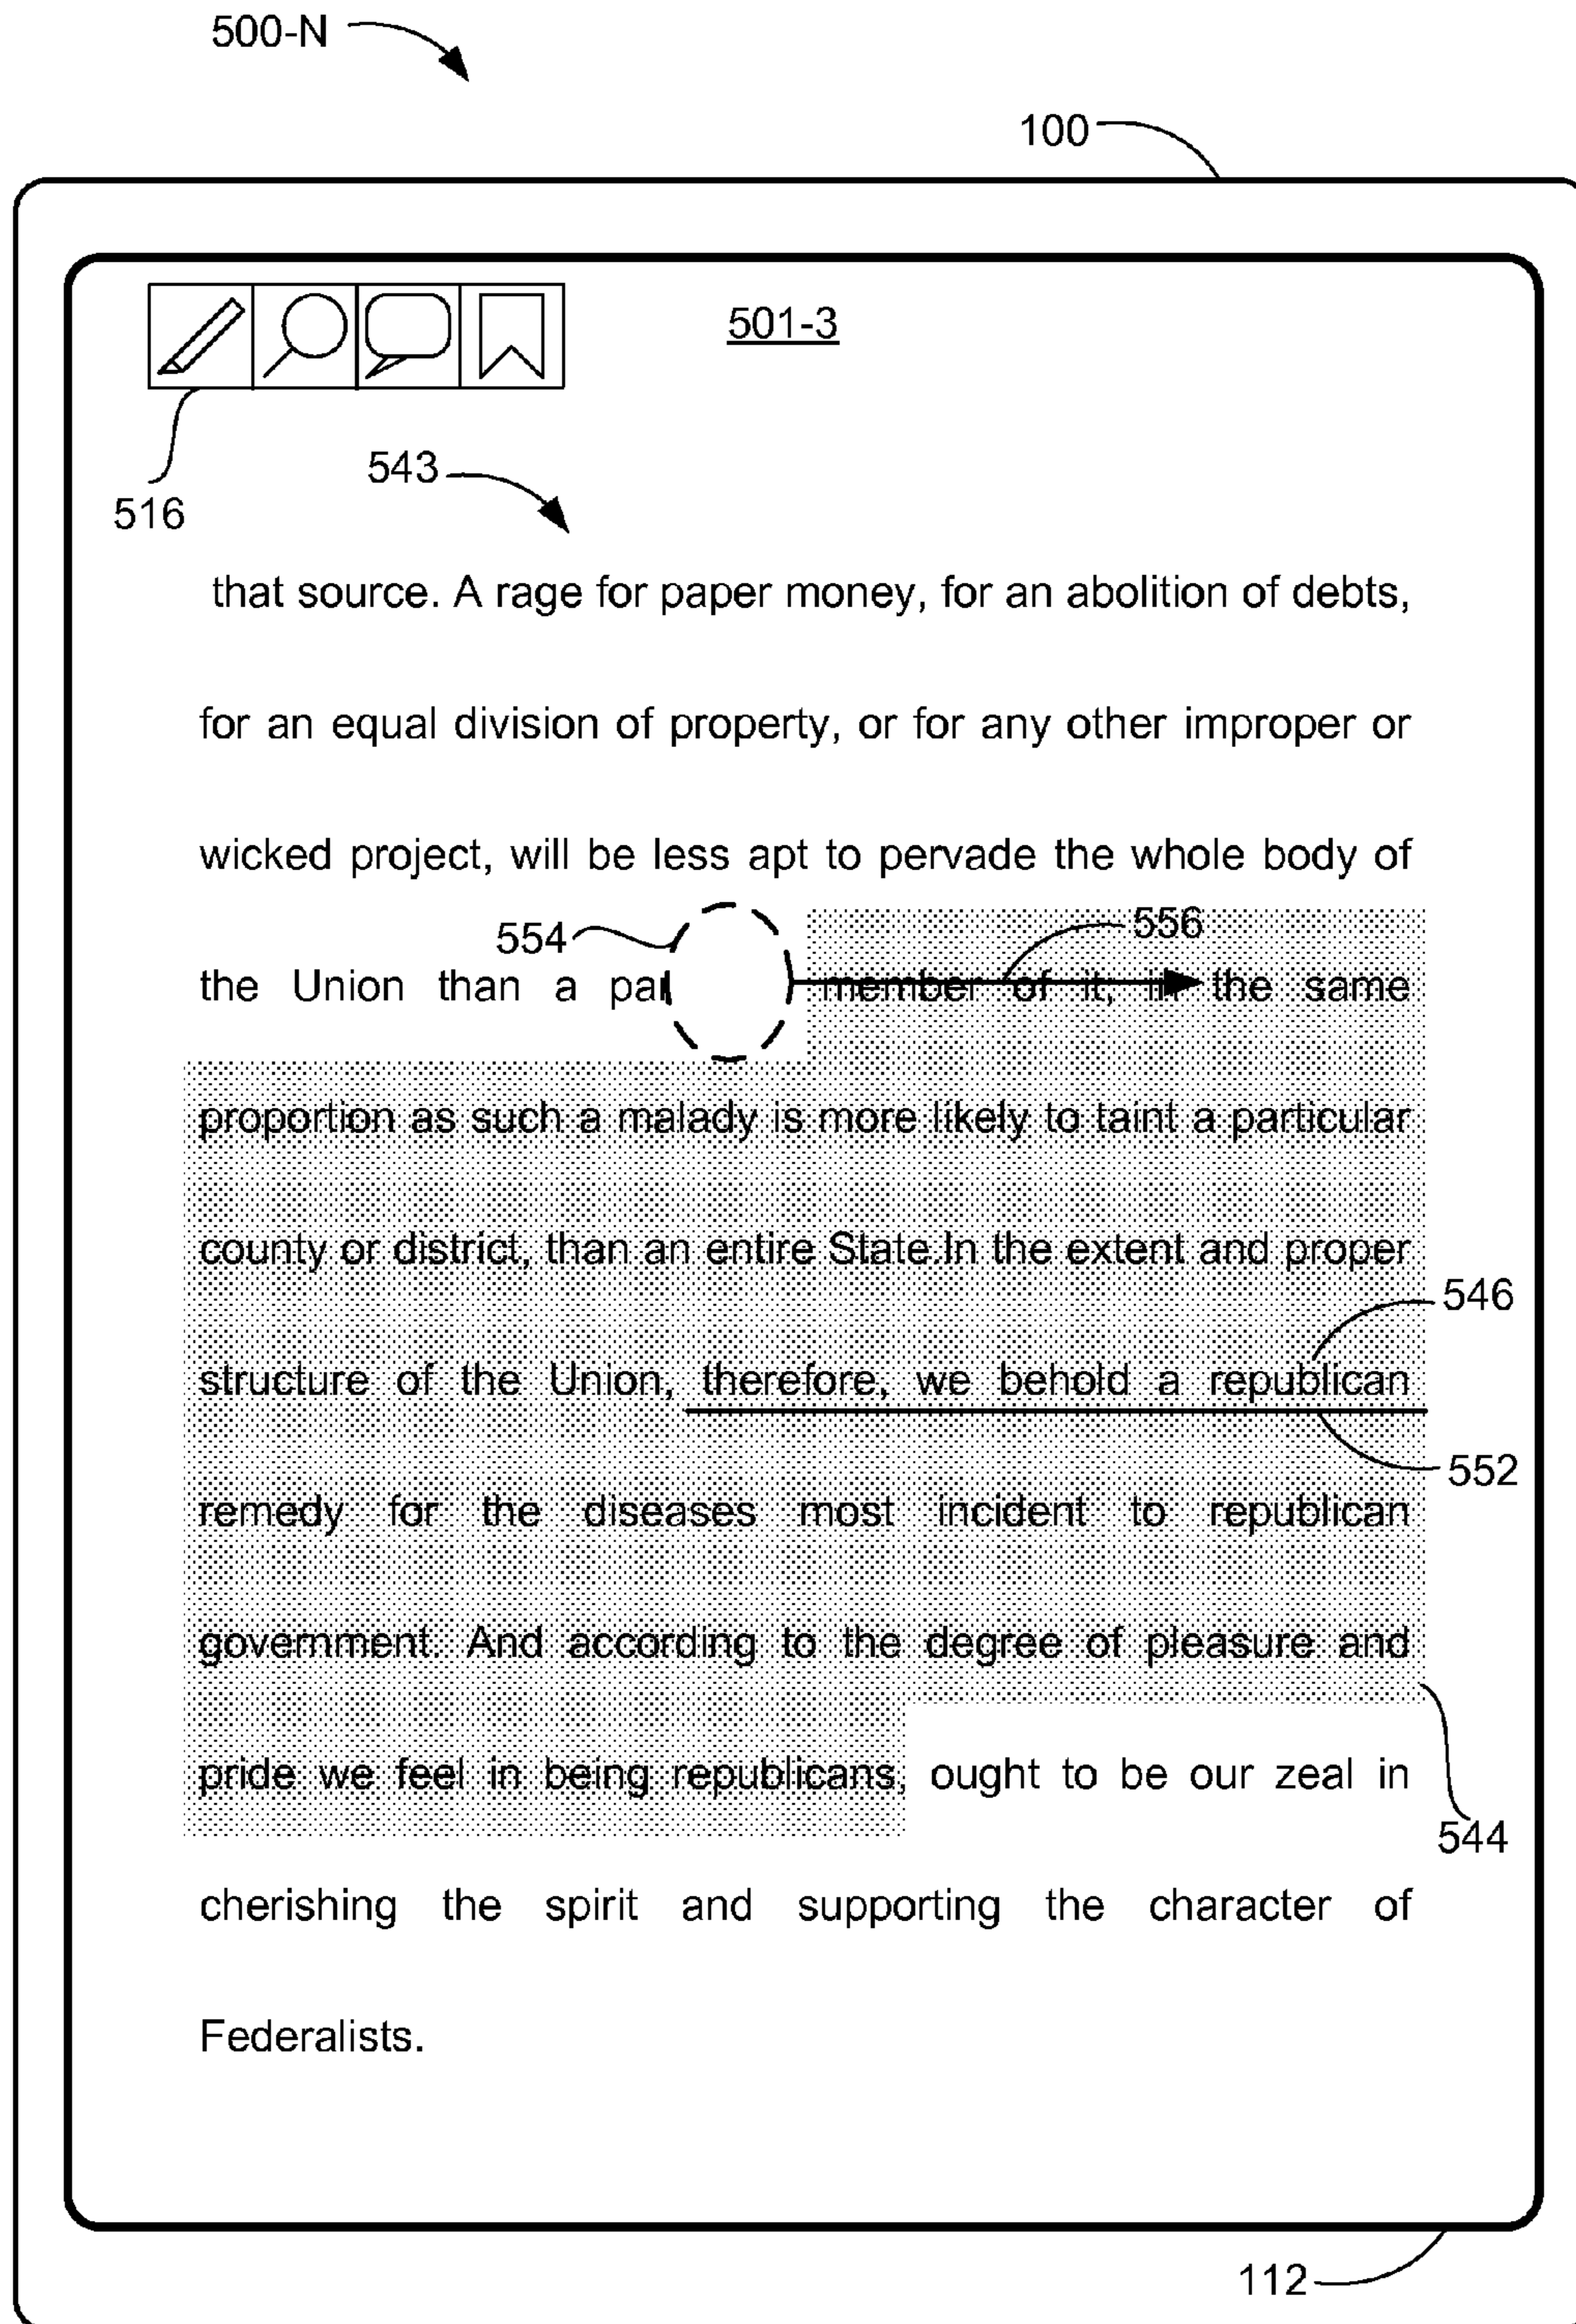 500-N
100
501-3
516
543
that source. A rage for paper money, for an abolition of debts,
for an equal division of property, or for any other improper or
wicked project, will be less apt to pervade the whole body of
554
556
the Union than a par member of it; in the same
proportion as such a malady is more likely to taint a particular
county or district, than an entire State.In the extent and proper
546
structure of the Union, therefore, we behold a republican
552
remedy for the diseases most incident to republican
government. And according to the degree of pleasure and
pride we feel in being republicans, ought to be our zeal in
544
cherishing the spirit and supporting the character of
Federalists.
112